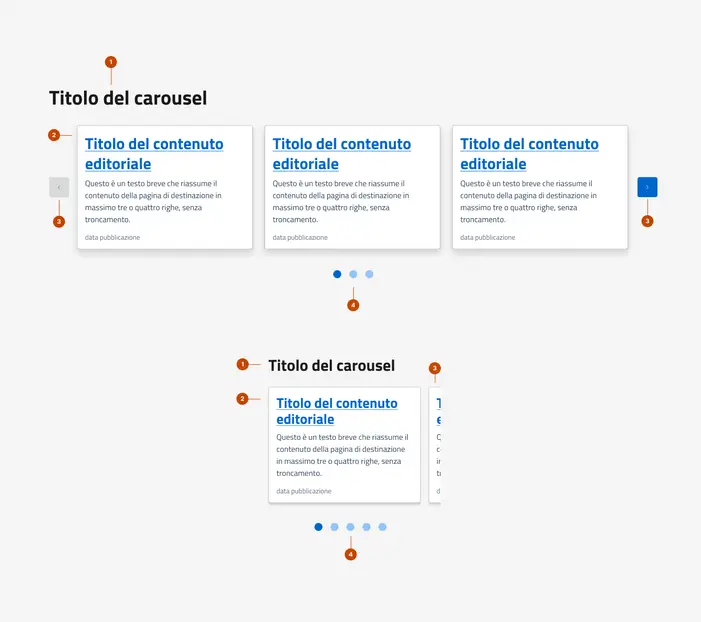 1
Titolo del carousel
2
Titolo del contenuto
editoriale
Questo è un testo breve che riassume il
contenuto della pagina di destinazione in
massimo tre o quattro righe, senza
troncamento.
data pubblicazione
Titolo del contenuto
editoriale
Questo è un testo breve che riassume il
contenuto della pagina di destinazione in
massimo tre o quattro righe, senza
troncamento.
data pubblicazione
Titolo del contenuto
editoriale
Questo è un testo breve che riassume il
contenuto della pagina di destinazione in
massimo tre o quattro righe, senza
troncamento.
data pubblicazione
3
3
4
1
Titolo del carousel
3
2
Titolo del contenuto
editoriale
Questo è un testo breve che riassume il
contenuto della pagina di destinazione
in massimo tre o quattro righe, senza
troncamento.
data pubblicazione
4